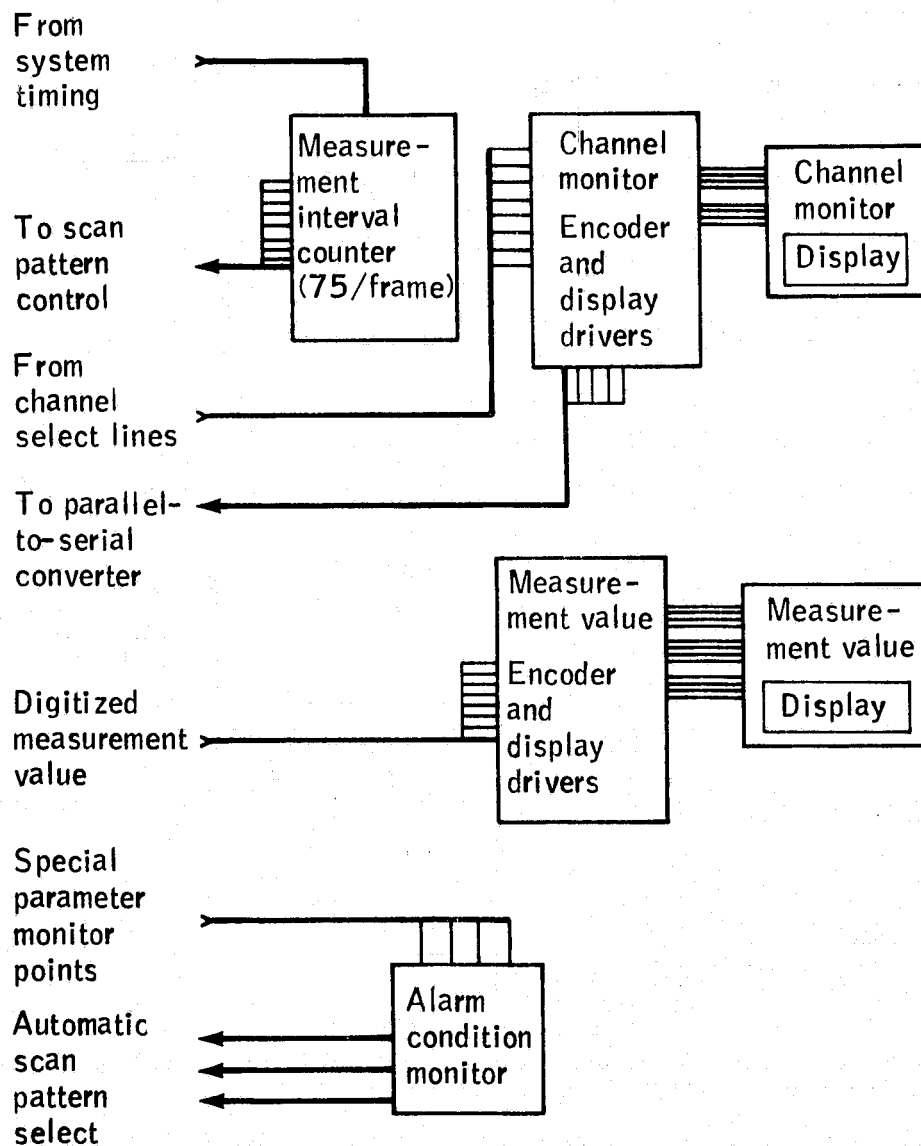 From
system
timing
Measure-
ment
interval
counter
(75/frame)
To scan
pattern
control
Channel
monitor
Encoder
and
display
drivers
Channel
monitor
Display
From
channel
select lines
To parallel-
to-serial
converter
Measure-
ment value
Encoder
and
display
drivers
Measure-
ment value
Display
Digitized
measurement
value
Special
parameter
monitor
points
Alarm
condition
monitor
Automatic
scan
pattern
select